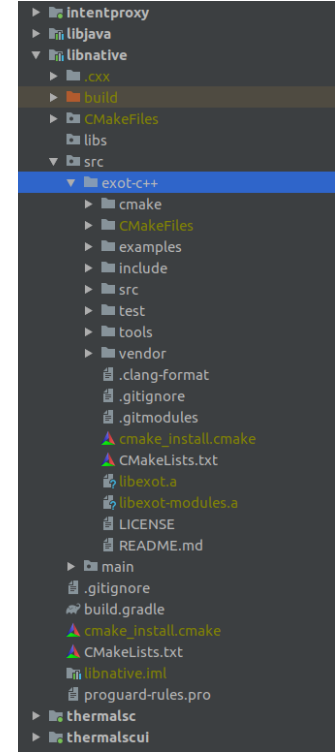 intentproxy
libjava
libnative
.cxx
build
CMakeFiles
libs
src
exot-c++
cmake
CMakeFiles
examples
include
src
test
tools
vendor
.clang-format
.gitignore
.gitmodules
cmake_install.cmake
CMakeLists.txt
libexot.a
libexot-modules.a
LICENSE
README.md
main
.gitignore
build.gradle
cmake_install.cmake
CMakeLists.txt
libnative.iml
proguard-rules.pro
thermalsc
thermalscui